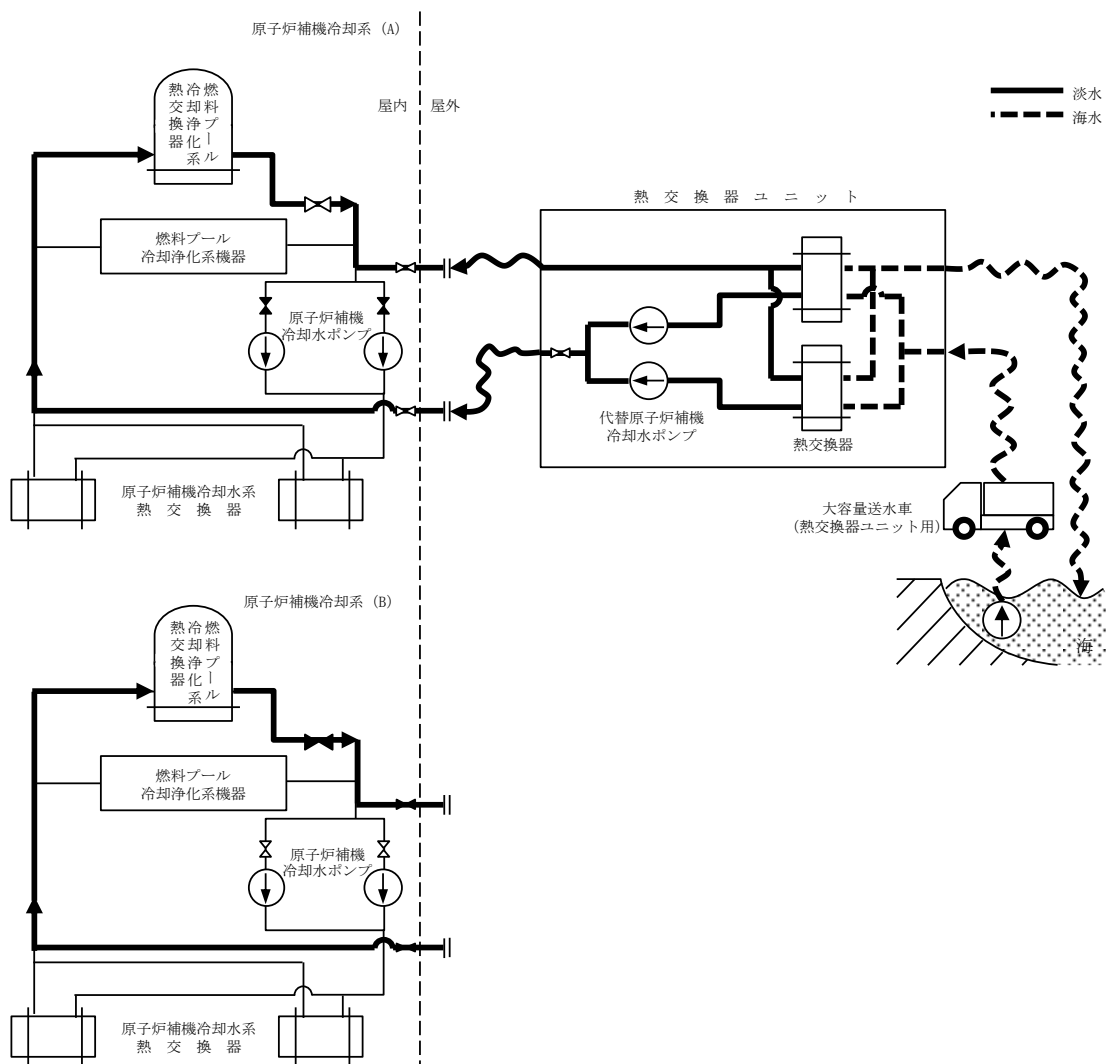 原子炉補機冷却系 (A)
屋内
屋外
淡水
海水
燃料プール
冷却浄化系
熱交換器
燃料プール
冷却浄化系機器
原子炉補機
冷却水ポンプ
原子炉補機冷却水系
熱交換器
熱交換器ユニット
代替原子炉補機
冷却水ポンプ
熱交換器
大容量送水車
(熱交換器ユニット用)
海
原子炉補機冷却系 (B)
燃料プール
冷却浄化系
熱交換器
燃料プール
冷却浄化系機器
原子炉補機
冷却水ポンプ
原子炉補機冷却水系
熱交換器